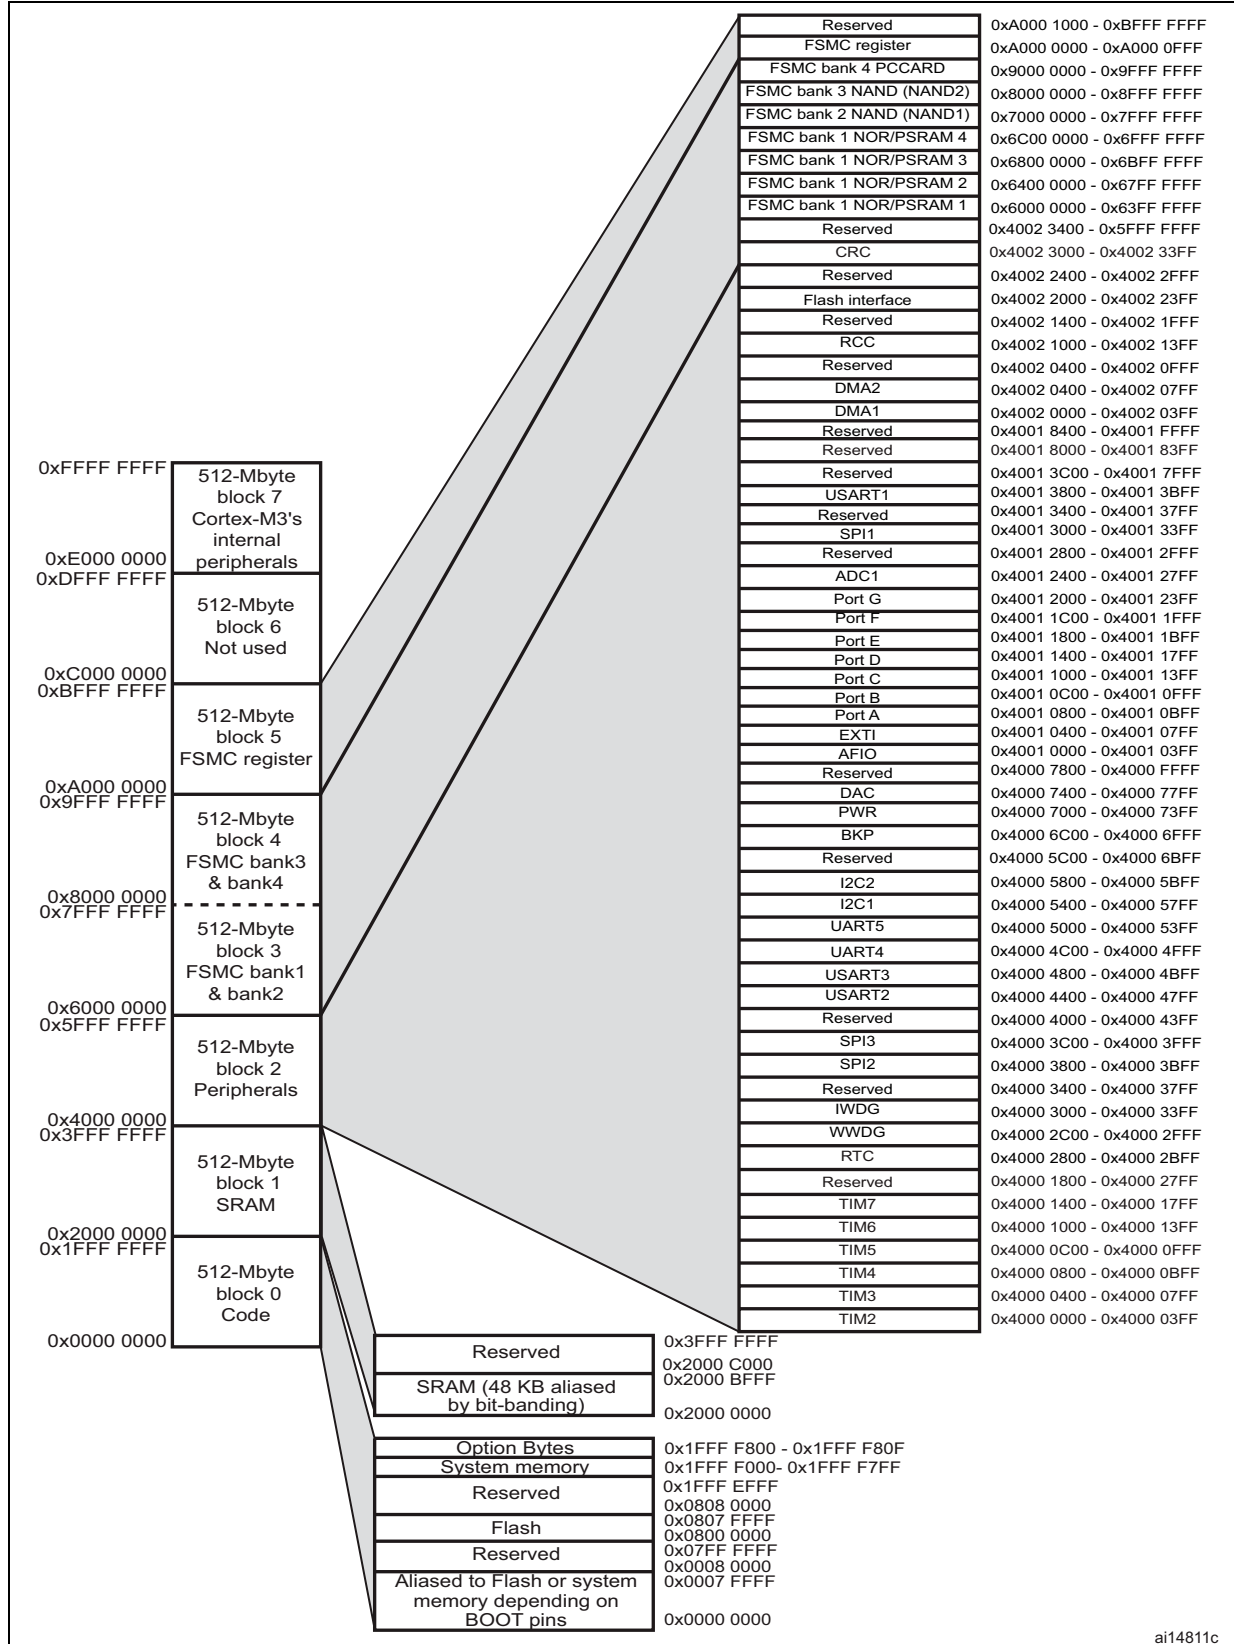 Reserved 0xA000 1000 - 0xBFFF FFFF
FSMC register 0xA000 0000 - 0xA000 0FFF
FSMC bank 4 PCCARD 0x9000 0000 - 0x9FFF FFFF
FSMC bank 3 NAND (NAND2) 0x8000 0000 - 0x8FFF FFFF
FSMC bank 2 NAND (NAND1) 0x7000 0000 - 0x7FFF FFFF
FSMC bank 1 NOR/PSRAM 4 0x6C00 0000 - 0x6FFF FFFF
FSMC bank 1 NOR/PSRAM 3 0x6800 0000 - 0x6BFF FFFF
FSMC bank 1 NOR/PSRAM 2 0x6400 0000 - 0x67FF FFFF
FSMC bank 1 NOR/PSRAM 1 0x6000 0000 - 0x63FF FFFF
Reserved 0x4002 3400 - 0x5FFF FFFF
CRC 0x4002 3000 - 0x4002 33FF
Reserved 0x4002 2400 - 0x4002 2FFF
Flash interface 0x4002 2000 - 0x4002 23FF
Reserved 0x4002 1400 - 0x4002 1FFF
RCC 0x4002 1000 - 0x4002 13FF
Reserved 0x4002 0400 - 0x4002 0FFF
DMA2 0x4002 0400 - 0x4002 07FF
DMA1 0x4002 0000 - 0x4002 03FF
Reserved 0x4001 8400 - 0x4001 FFFF
Reserved 0x4001 8000 - 0x4001 83FF
Reserved 0x4001 3C00 - 0x4001 7FFF
USART1 0x4001 3800 - 0x4001 3BFF
Reserved 0x4001 3400 - 0x4001 37FF
SPI1 0x4001 3000 - 0x4001 33FF
Reserved 0x4001 2800 - 0x4001 2FFF
ADC1 0x4001 2400 - 0x4001 27FF
Port G 0x4001 2000 - 0x4001 23FF
Port F 0x4001 1C00 - 0x4001 1FFF
Port E 0x4001 1800 - 0x4001 1BFF
Port D 0x4001 1400 - 0x4001 17FF
Port C 0x4001 1000 - 0x4001 13FF
Port B 0x4001 0C00 - 0x4001 0FFF
Port A 0x4001 0800 - 0x4001 0BFF
EXTI 0x4001 0400 - 0x4001 07FF
AFIO 0x4001 0000 - 0x4001 03FF
Reserved 0x4000 7800 - 0x4000 FFFF
DAC 0x4000 7400 - 0x4000 77FF
PWR 0x4000 7000 - 0x4000 73FF
BKP 0x4000 6C00 - 0x4000 6FFF
Reserved 0x4000 5C00 - 0x4000 6BFF
I2C2 0x4000 5800 - 0x4000 5BFF
I2C1 0x4000 5400 - 0x4000 57FF
UART5 0x4000 5000 - 0x4000 53FF
UART4 0x4000 4C00 - 0x4000 4FFF
USART3 0x4000 4800 - 0x4000 4BFF
USART2 0x4000 4400 - 0x4000 47FF
Reserved 0x4000 4000 - 0x4000 43FF
SPI3 0x4000 3C00 - 0x4000 3FFF
SPI2 0x4000 3800 - 0x4000 3BFF
Reserved 0x4000 3400 - 0x4000 37FF
IWDG 0x4000 3000 - 0x4000 33FF
WWDG 0x4000 2C00 - 0x4000 2FFF
RTC 0x4000 2800 - 0x4000 2BFF
Reserved 0x4000 1800 - 0x4000 27FF
TIM7 0x4000 1400 - 0x4000 17FF
TIM6 0x4000 1000 - 0x4000 13FF
TIM5 0x4000 0C00 - 0x4000 0FFF
TIM4 0x4000 0800 - 0x4000 0BFF
TIM3 0x4000 0400 - 0x4000 07FF
TIM2 0x4000 0000 - 0x4000 03FF
0xFFFF FFFF
512-Mbyte
block 7
Cortex-M3's
internal
peripherals
0xE000 0000
0xDFFF FFFF
512-Mbyte
block 6
Not used
0xC000 0000
0xBFFF FFFF
512-Mbyte
block 5
FSMC register
0xA000 0000
0x9FFF FFFF
512-Mbyte
block 4
FSMC bank3
& bank4
0x8000 0000
0x7FFF FFFF
512-Mbyte
block 3
FSMC bank1
& bank2
0x6000 0000
0x5FFF FFFF
512-Mbyte
block 2
Peripherals
0x4000 0000
0x3FFF FFFF
512-Mbyte
block 1
SRAM
0x2000 0000
0x1FFF FFFF
512-Mbyte
block 0
Code
0x0000 0000
0x3FFF FFFF
Reserved
0x2000 C000
0x2000 BFFF
SRAM (48 KB aliased
by bit-banding)
0x2000 0000
Option Bytes 0x1FFF F800 - 0x1FFF F80F
System memory 0x1FFF F000- 0x1FFF F7FF
0x1FFF EFFF
Reserved
0x0808 0000
0x0807 FFFF
Flash
0x0800 0000
0x07FF FFFF
Reserved
0x0008 0000
0x0007 FFFF
Aliased to Flash or system
memory depending on
BOOT pins
0x0000 0000
ai14811c